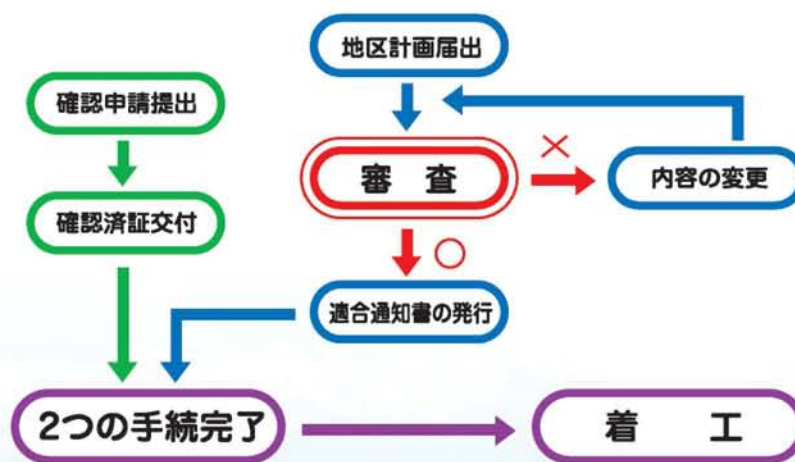 地区計画届出
確認申請提出
審　査
×
内容の変更
確認済証交付
○
適合通知書の発行
2つの手続完了
着　工